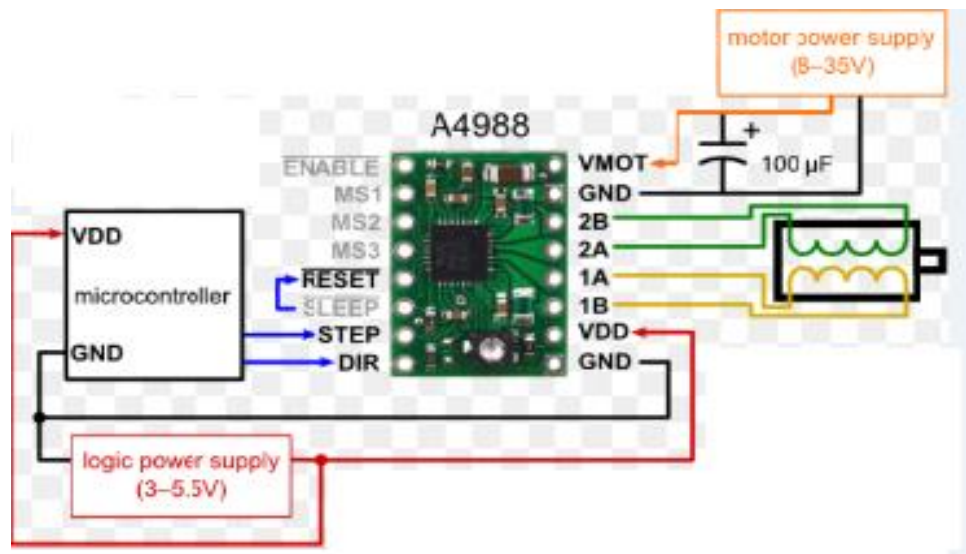 motor power supply
(8–35V)
A4988
ENABLE
MS1
MS2
MS3
RESET
SLEEP
STEP
DIR
VMOT
GND
2B
2A
1A
1B
VDD
GND
+
100 µF
VDD
microcontroller
GND
logic power supply
(3–5.5V)